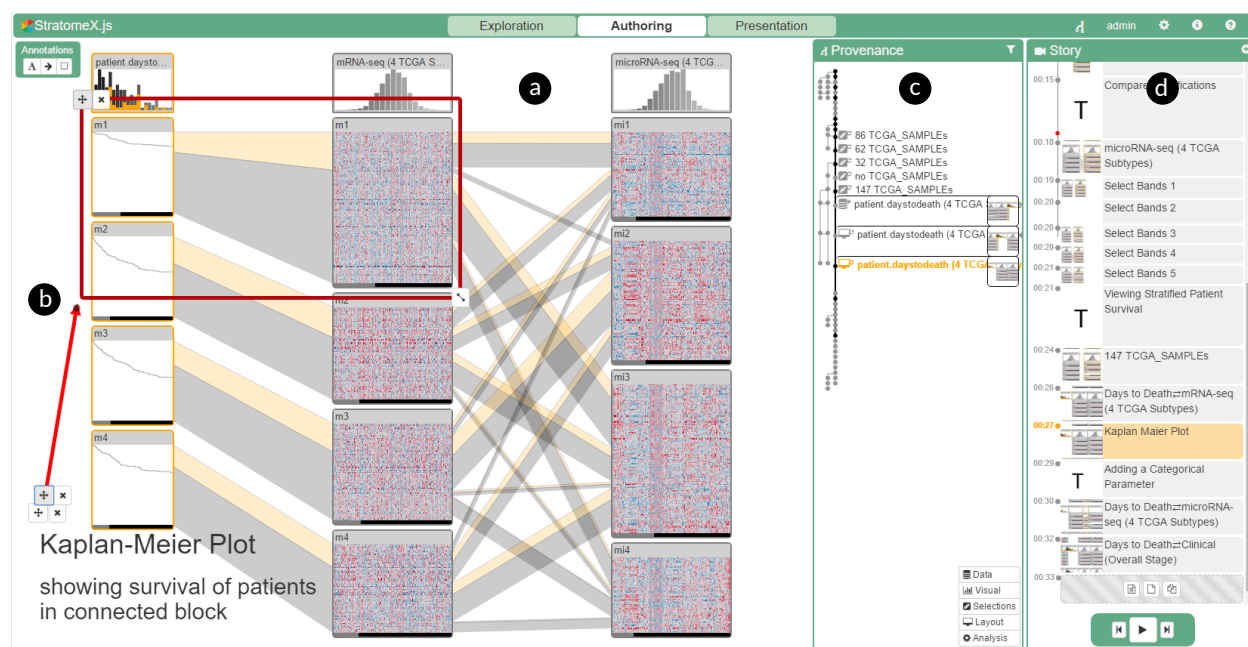 StratomeX.js
Exploration
Authoring
Presentation
admin
Annotations
A
patient.daysto...
mRNA-seq (4 TCGA S...
microRNA-seq (4 TCG...
a
m1
m2
m3
m4
m1
m2
m3
m4
mi1
mi2
mi3
mi4
b
Kaplan-Meier Plot
showing survival of patients
in connected block
Provenance
c
86 TCGA_SAMPLEs
62 TCGA_SAMPLEs
32 TCGA_SAMPLEs
no TCGA_SAMPLEs
147 TCGA_SAMPLEs
patient.daystodeath (4 TCGA
patient.daystodeath (4 TCGA
patient.daystodeath (4 TCGA
Data
Visual
Selections
Layout
Analysis
Story
d
00:15
T
Compare
00:18
microRNA-seq (4 TCGA
Subtypes)
00:19
Select Bands 1
00:20
Select Bands 2
00:20
Select Bands 3
00:20
Select Bands 4
00:21
Select Bands 5
00:21
T
Viewing Stratified Patient
Survival
00:24
147 TCGA_SAMPLEs
00:26
Days to Death⇄mRNA-seq
(4 TCGA Subtypes)
00:27
Kaplan Maier Plot
00:29
T
Adding a Categorical
Parameter
00:30
Days to Death⇄microRNA-
seq (4 TCGA Subtypes)
00:32
Days to Death⇄Clinical
(Overall Stage)
00:33